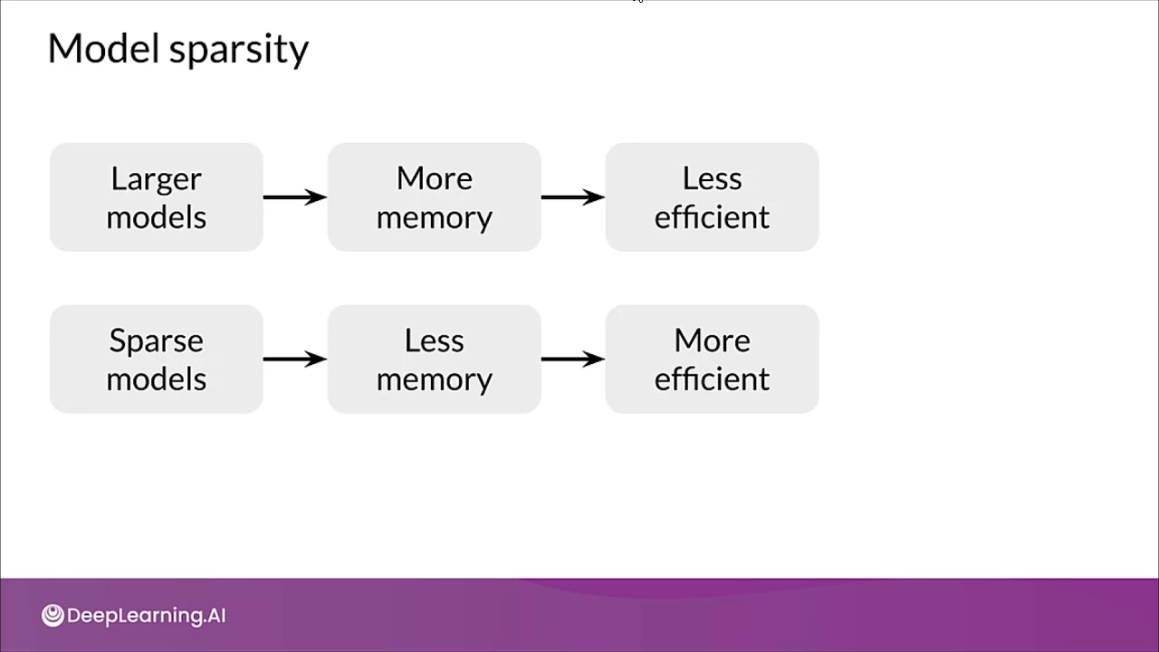 Model sparsity
Larger
models
More
memory
Less
efficient
Sparse
models
Less
memory
More
efficient
DeepLearning.AI